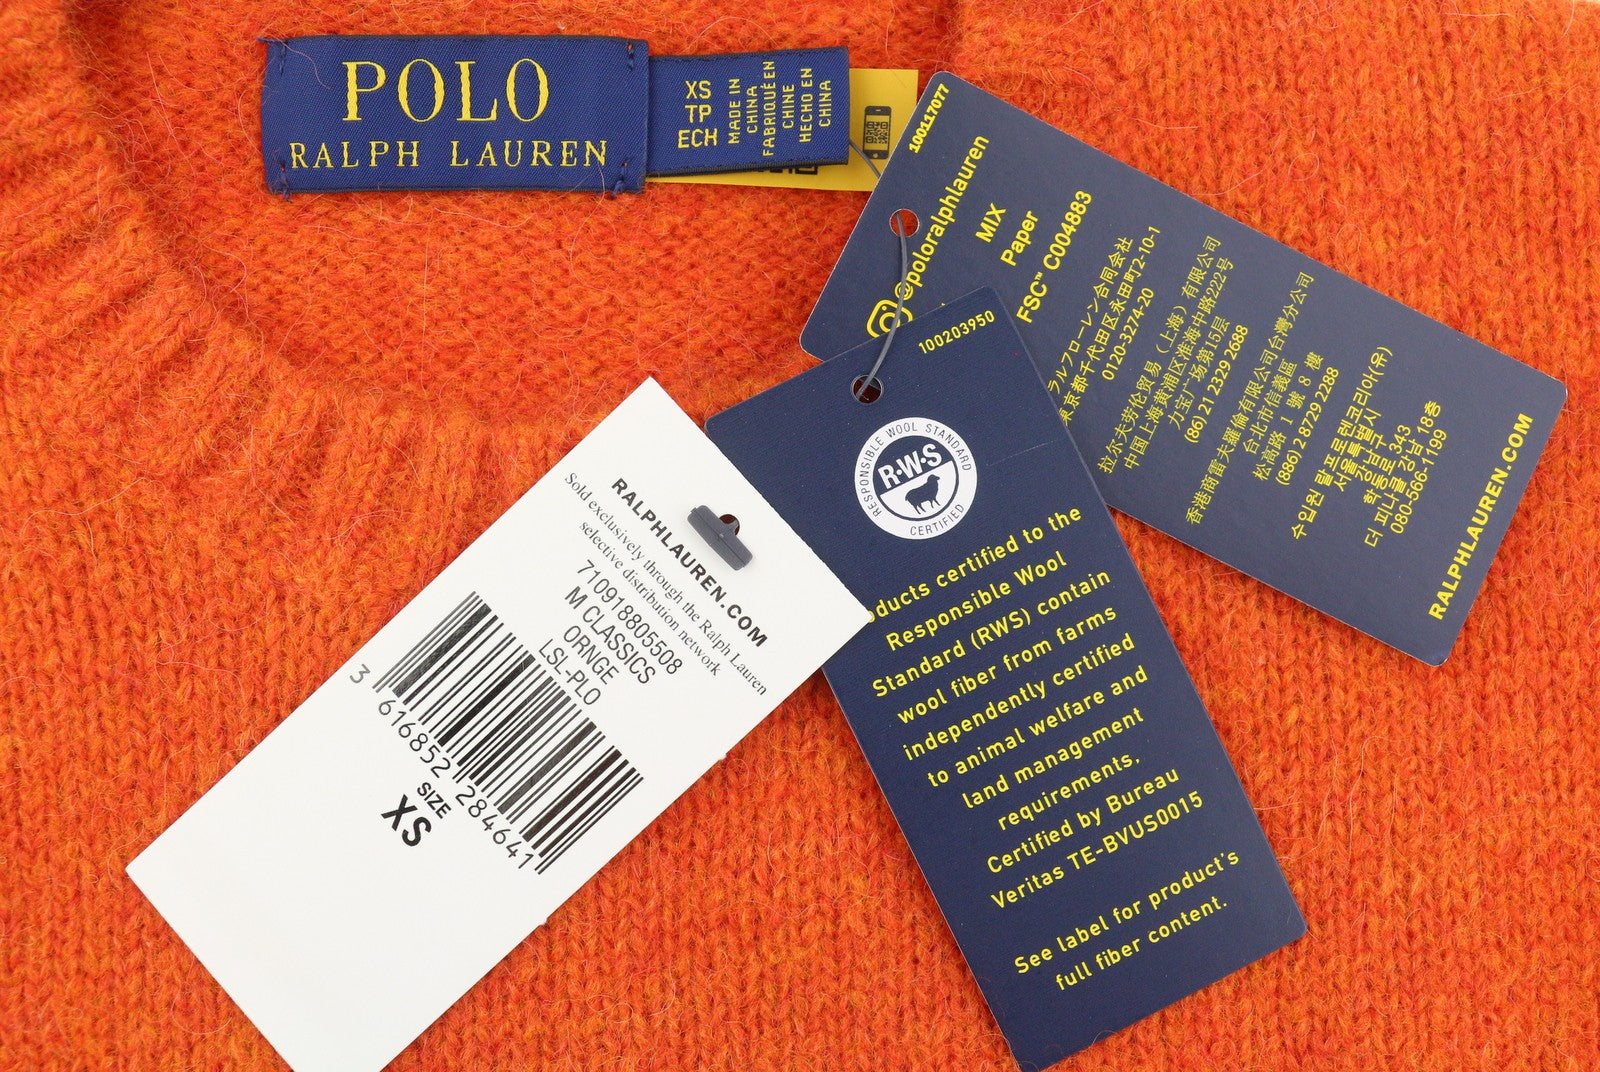 POLO
RALPH LAUREN
XS
TP
ECH
MADE IN
CHINA
FABRIQUÉ EN
CHINE
HECHO EN
CHINA
100117077
@poloralphlauren
MIX
Paper
FSC™ C004883
ラルフローレン合同会社
東京都千代田区永田町2-10-1
0120-3274-20
拉尔夫劳伦贸易（上海）有限公司
中国上海黄浦区淮海中路222号
力宝广场第15层
(86)21 2329 2688
香港商雷夫羅倫有限公司台灣分公司
台北市信義區
松高路 1 號 8 樓
(886)2 8729 2288
수입원 랄프로렌코리아(유)
서울특별시
강남구
343
더 피나클 강남 18층
080-566-1199
RALPHLAUREN.COM
100203950
RESPONSIBLE WOOL STANDARD
R·W·S
CERTIFIED
ducts certified to the
Responsible Wool
Standard (RWS) contain
wool fiber from farms
independently certified
to animal welfare and
land management
requirements.
Certified by Bureau
Veritas TE-BVUS0015
See label for product's
full fiber content.
RALPHLAUREN.COM
Sold exclusively through the Ralph Lauren
selective distribution network
710918805508
M CLASSICS
ORNGE
LSL-PLO
3 616852 284641
SIZE
XS